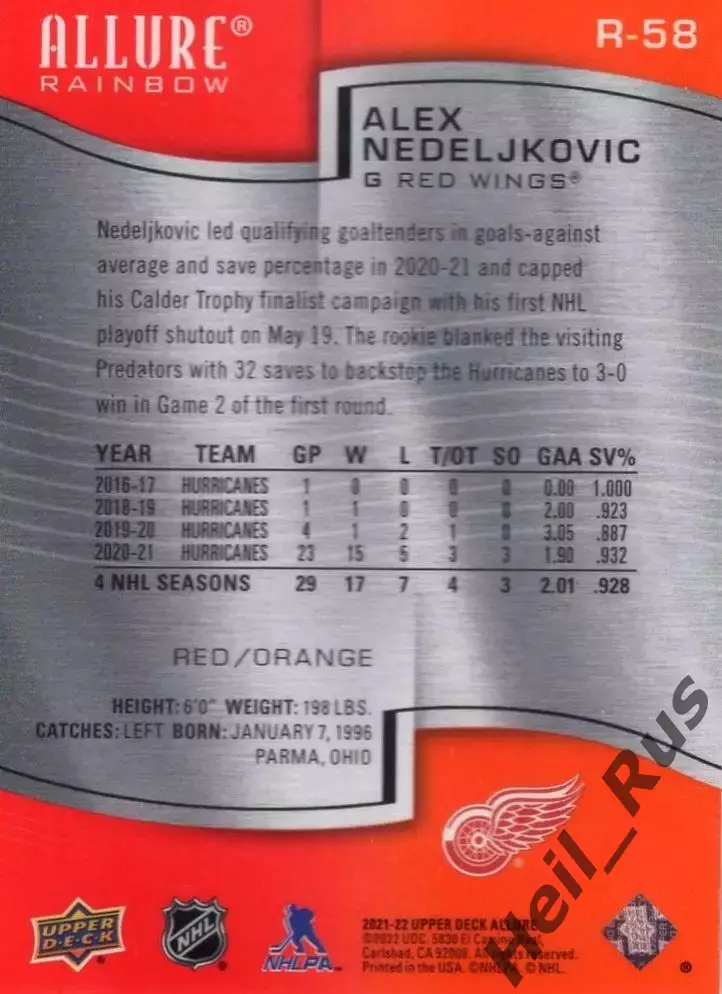 ALLURE®
RAINBOW
R-58
ALEX
NEDELJKOVIC
G RED WINGS®
Nedeljkovic led qualifying goaltenders in goals-against
average and save percentage in 2020-21 and capped
his Calder Trophy finalist campaign with his first NHL
playoff shutout on May 19. The rookie blanked the visiting
Predators with 32 saves to backstop the Hurricanes to 3-0
win in Game 2 of the first round.
YEAR TEAM GP W L T/OT SO GAA SV%
2016-17 HURRICANES 1 0 0 0 0 0.00 1.000
2018-19 HURRICANES 1 1 0 0 0 2.00 .923
2019-20 HURRICANES 4 1 2 1 0 3.05 .887
2020-21 HURRICANES 23 15 5 3 3 1.90 .932
4 NHL SEASONS 29 17 7 4 3 2.01 .928
RED/ORANGE
HEIGHT: 6'0" WEIGHT: 198 LBS.
CATCHES: LEFT BORN: JANUARY 7, 1996
PARMA, OHIO
Heil_Rus
UPPER
D·E·C·K
NHL
NHLPA
2021-22 UPPER DECK ALLURE
©2022 UDC. 5830 El Camino Real,
Carlsbad, CA 92008. All rights reserved.
Printed in the USA. ©NHLPA. © NHL.
®